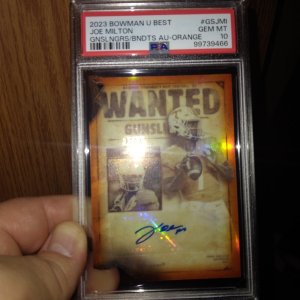 2023 BOWMAN U BEST #GSJMI
JOE MILTON GEM MT
GNSLNGRS/BNDTS AU-ORANGE 10
PSA 99739466
WANTED
GUNSL